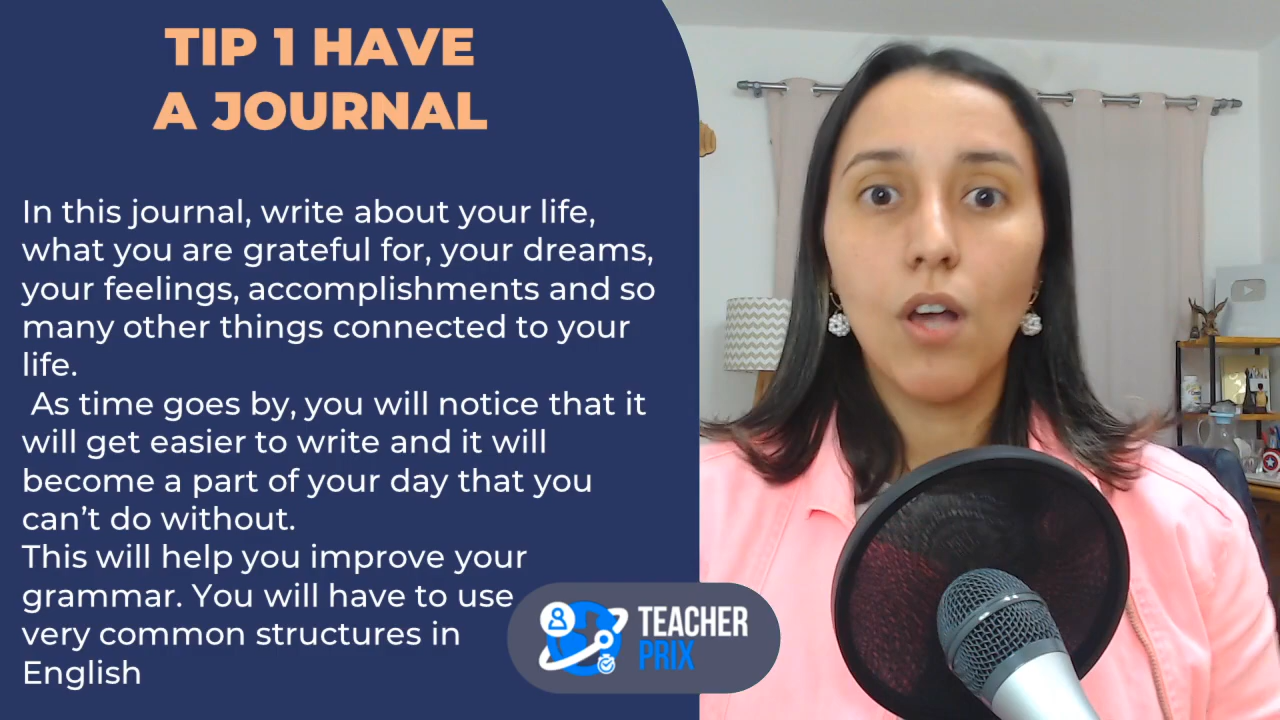 TIP 1 HAVE
A JOURNAL
In this journal, write about your life,
what you are grateful for, your dreams,
your feelings, accomplishments and so
many other things connected to your
life.
As time goes by, you will notice that it
will get easier to write and it will
become a part of your day that you
can’t do without.
This will help you improve your
grammar. You will have to use
very common structures in
English
TEACHER
PRIX